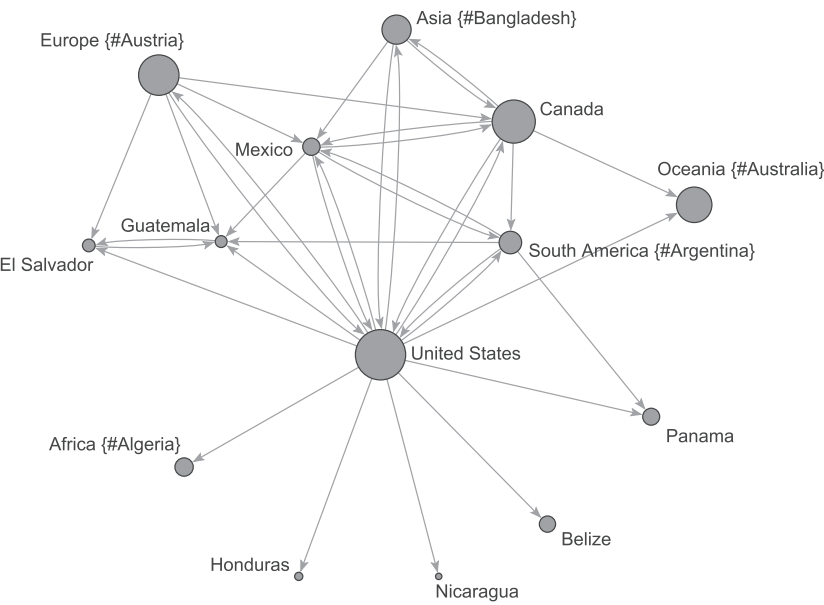 Asia {#Bangladesh}
Europe {#Austria}
Canada
Mexico
Oceania {#Australia}
Guatemala
South America {#Argentina}
El Salvador
United States
Panama
Africa {#Algeria}
Belize
Honduras
Nicaragua